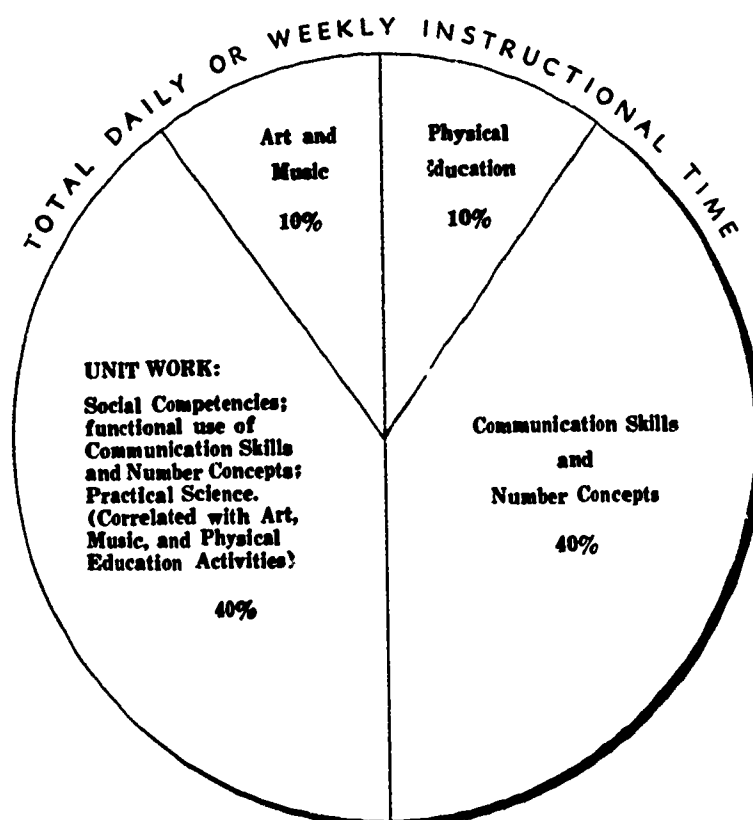 TOTAL DAILY OR WEEKLY INSTRUCTIONAL TIME
Art and
Music
10%
Physical
Education
10%
UNIT WORK:
Social Competencies;
functional use of
Communication Skills
and Number Concepts;
Practical Science.
(Correlated with Art,
Music, and Physical
Education Activities)
40%
Communication Skills
and
Number Concepts
40%